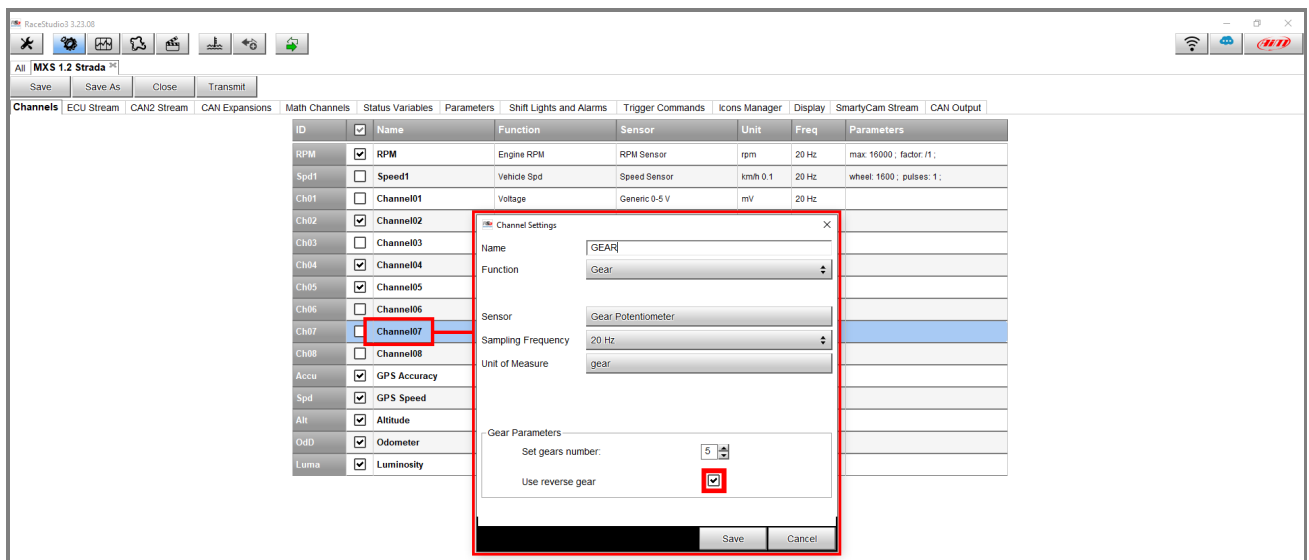 RaceStudio3 3.23.08
AiM
All MXS 1.2 Strada
Save Save As Close Transmit
Channels ECU Stream CAN2 Stream CAN Expansions Math Channels Status Variables Parameters Shift Lights and Alarms Trigger Commands Icons Manager Display SmartyCam Stream CAN Output
ID Name Function Sensor Unit Freq Parameters
RPM RPM Engine RPM RPM Sensor rpm 20 Hz max: 16000 ; factor: /1 ;
Spd1 Speed1 Vehicle Spd Speed Sensor km/h 0.1 20 Hz wheel: 1600 ; pulses: 1 ;
Ch01 Channel01 Voltage Generic 0-5 V mV 20 Hz
Ch02 Channel02
Ch03 Channel03
Ch04 Channel04
Ch05 Channel05
Ch06 Channel06
Ch07 Channel07
Ch08 Channel08
Accu GPS Accuracy
Spd GPS Speed
Alt Altitude
OdD Odometer
Luma Luminosity
Channel Settings
Name GEAR
Function Gear
Sensor Gear Potentiometer
Sampling Frequency 20 Hz
Unit of Measure gear
Gear Parameters
Set gears number: 5
Use reverse gear
Save Cancel